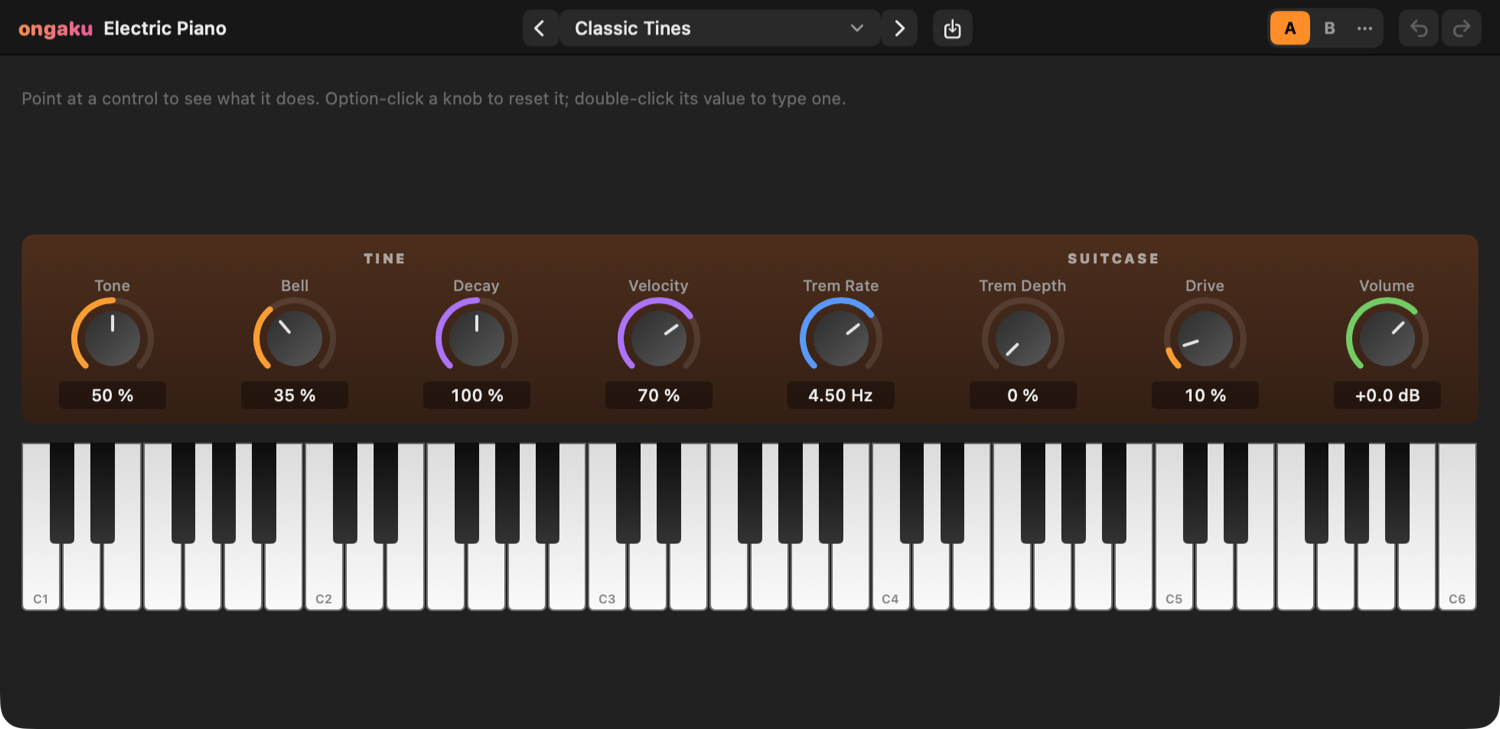 ongaku Electric Piano
Classic Tines
A B ···
Point at a control to see what it does. Option-click a knob to reset it; double-click its value to type one.
TINE SUITCASE
Tone Bell Decay Velocity Trem Rate Trem Depth Drive Volume
50 % 35 % 100 % 70 % 4.50 Hz 0 % 10 % +0.0 dB
C1 C2 C3 C4 C5 C6